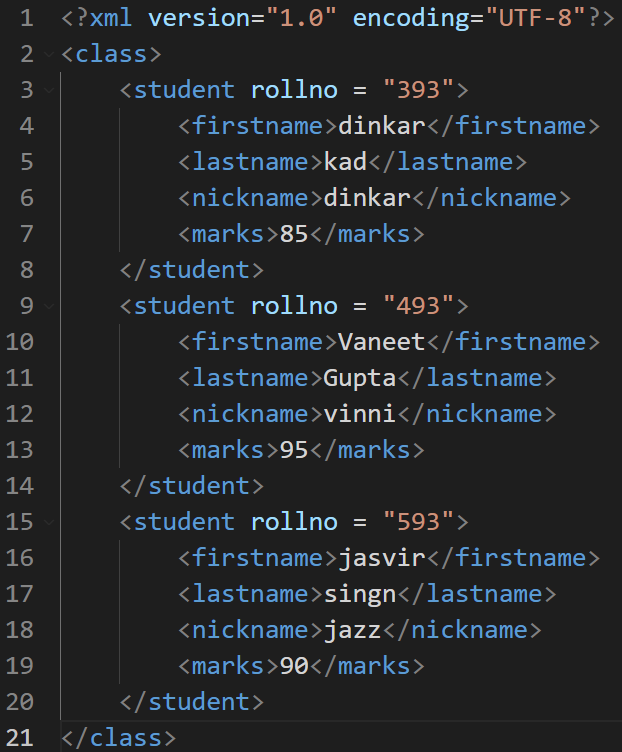 1 <?xml version="1.0" encoding="UTF-8"?>
2 <class>
3     <student rollno = "393">
4         <firstname>dinkar</firstname>
5         <lastname>kad</lastname>
6         <nickname>dinkar</nickname>
7         <marks>85</marks>
8     </student>
9     <student rollno = "493">
10         <firstname>Vaneet</firstname>
11         <lastname>Gupta</lastname>
12         <nickname>vinni</nickname>
13         <marks>95</marks>
14     </student>
15     <student rollno = "593">
16         <firstname>jasvir</firstname>
17         <lastname>singn</lastname>
18         <nickname>jazz</nickname>
19         <marks>90</marks>
20     </student>
21 </class>